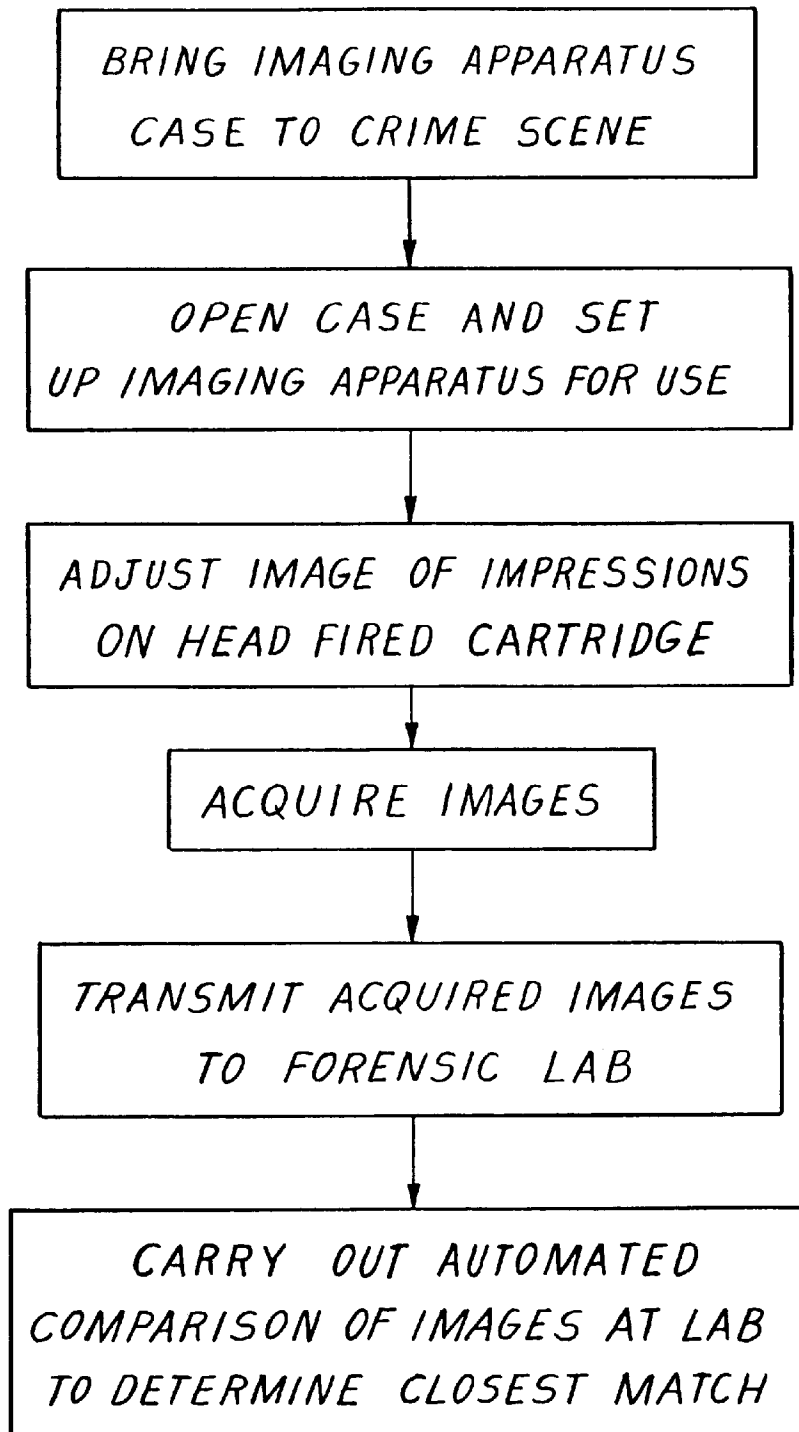 BRING IMAGING APPARATUS
CASE TO CRIME SCENE
OPEN CASE AND SET
UP IMAGING APPARATUS FOR USE
ADJUST IMAGE OF IMPRESSIONS
ON HEAD FIRED CARTRIDGE
ACQUIRE IMAGES
TRANSMIT ACQUIRED IMAGES
TO FORENSIC LAB
CARRY OUT AUTOMATED
COMPARISON OF IMAGES AT LAB
TO DETERMINE CLOSEST MATCH